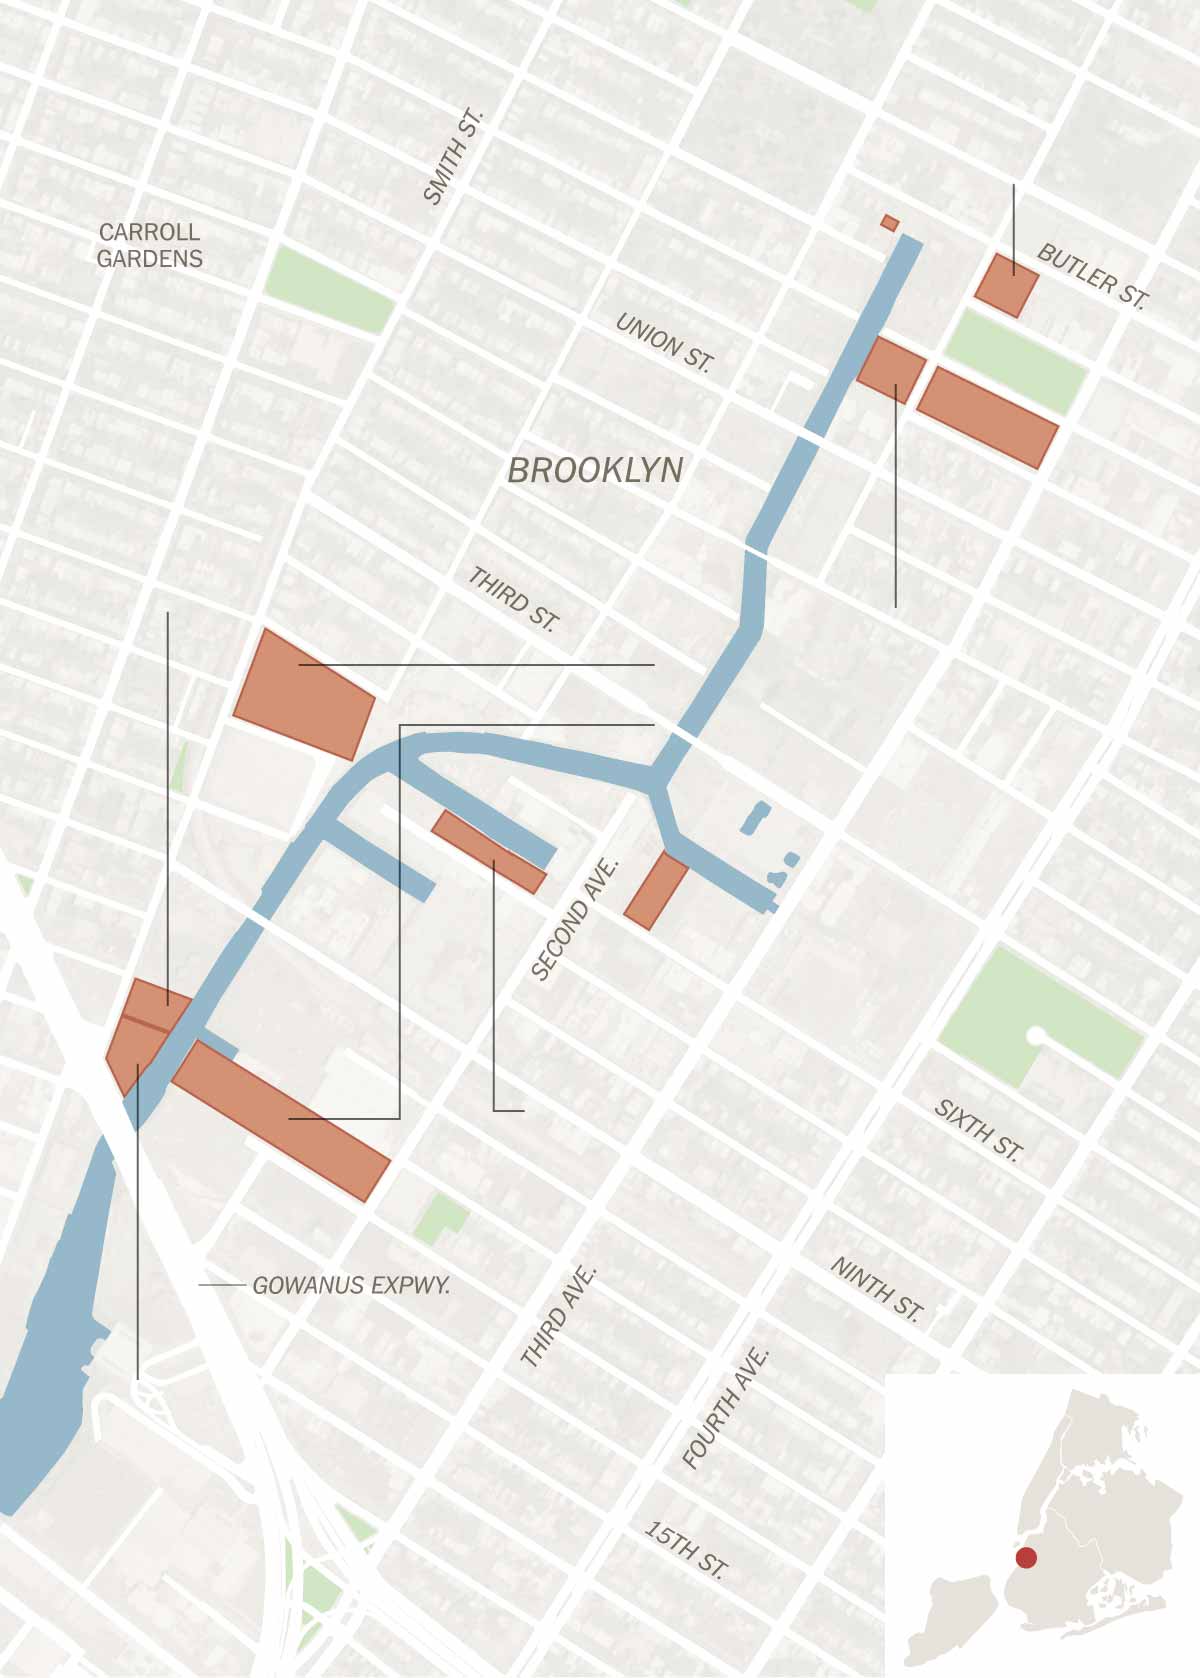 SMITH ST.
CARROLL
GARDENS
BUTLER ST.
UNION ST.
BROOKLYN
THIRD ST.
SECOND AVE.
SIXTH ST.
GOWANUS EXPWY.
NINTH ST.
THIRD AVE.
FOURTH AVE.
15TH ST.